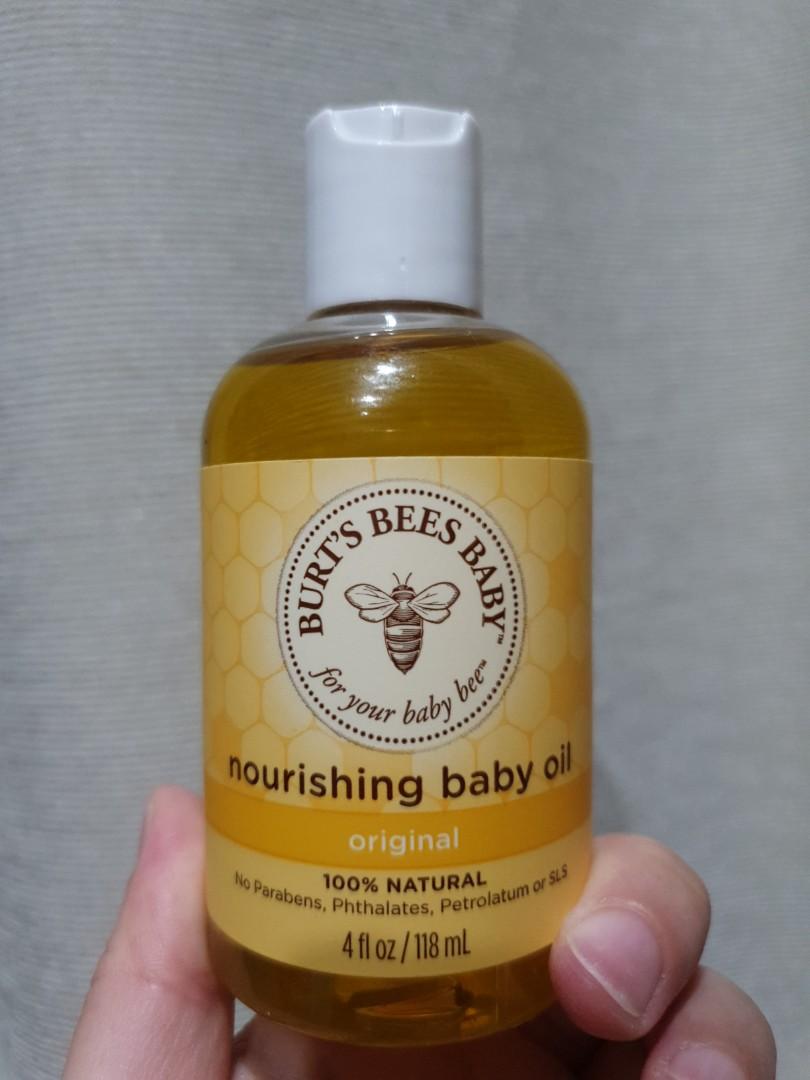 BURT'S BEES BABY™
for your baby bee™
nourishing baby oil
original
100% NATURAL
No Parabens, Phthalates, Petrolatum or SLS
4 fl oz / 118 mL